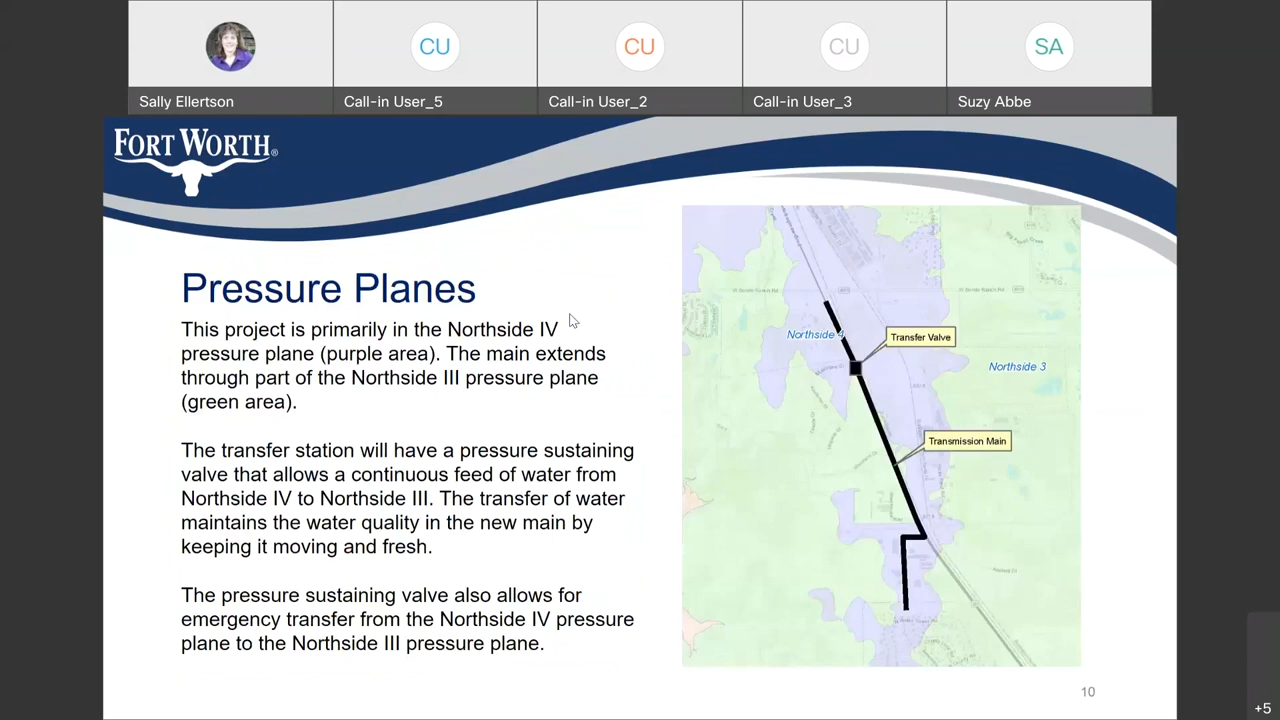 CU
CU
CU
SA
Sally Ellertson
Call-in User_5
Call-in User_2
Call-in User_3
Suzy Abbe
FORT WORTH®
Pressure Planes
This project is primarily in the Northside IV
pressure plane (purple area). The main extends
through part of the Northside III pressure plane
(green area).
The transfer station will have a pressure sustaining
valve that allows a continuous feed of water from
Northside IV to Northside III. The transfer of water
maintains the water quality in the new main by
keeping it moving and fresh.
The pressure sustaining valve also allows for
emergency transfer from the Northside IV pressure
plane to the Northside III pressure plane.
Northside 4
Transfer Valve
Northside 3
Transmission Main
10
+5